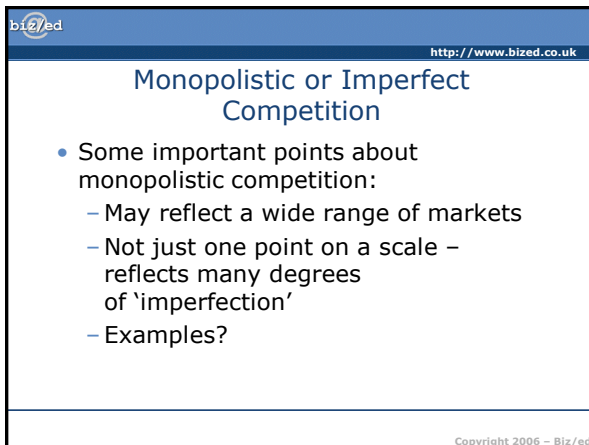 biz/ed
http://www.bized.co.uk
Monopolistic or Imperfect
Competition
• Some important points about
monopolistic competition:
– May reflect a wide range of markets
– Not just one point on a scale –
reflects many degrees
of ‘imperfection’
– Examples?
Copyright 2006 – Biz/ed